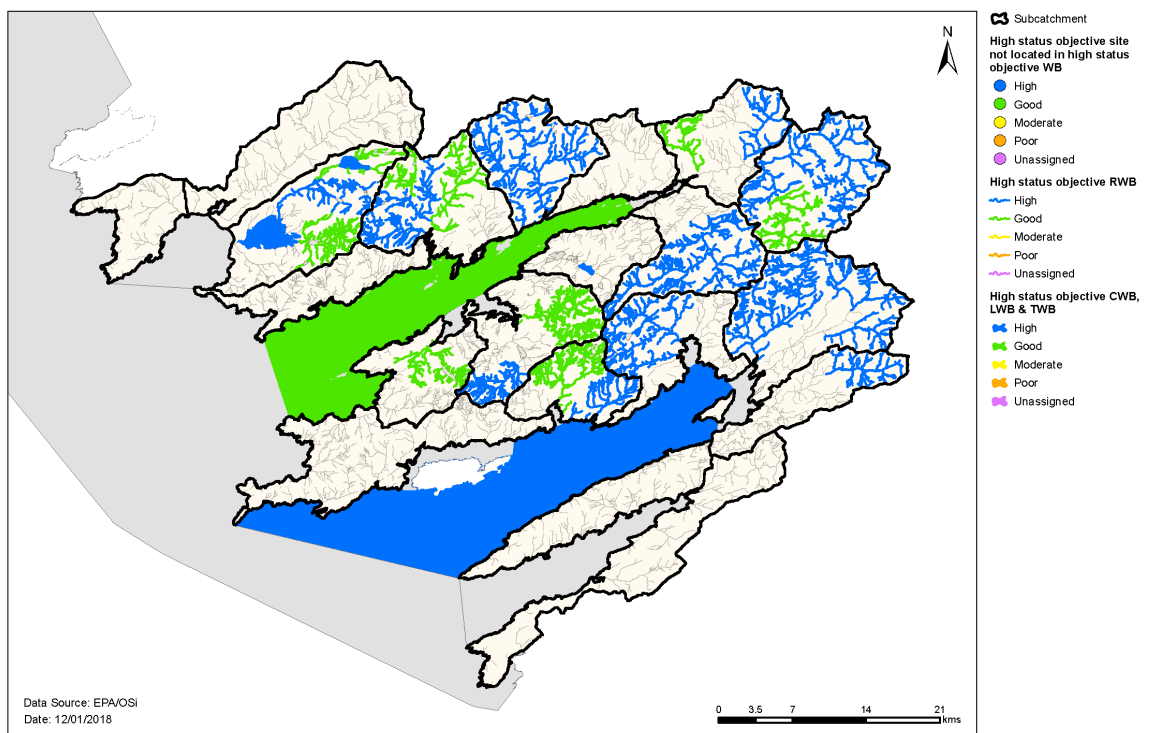 N
Subcatchment
High status objective site
not located in high status
objective WB
High
Good
Moderate
Poor
Unassigned
High status objective RWB
High
Good
Moderate
Poor
Unassigned
High status objective CWB,
LWB & TWB
High
Good
Moderate
Poor
Unassigned
Data Source: EPA/OSi
Date: 12/01/2018
0 3.5 7 14 21
kms